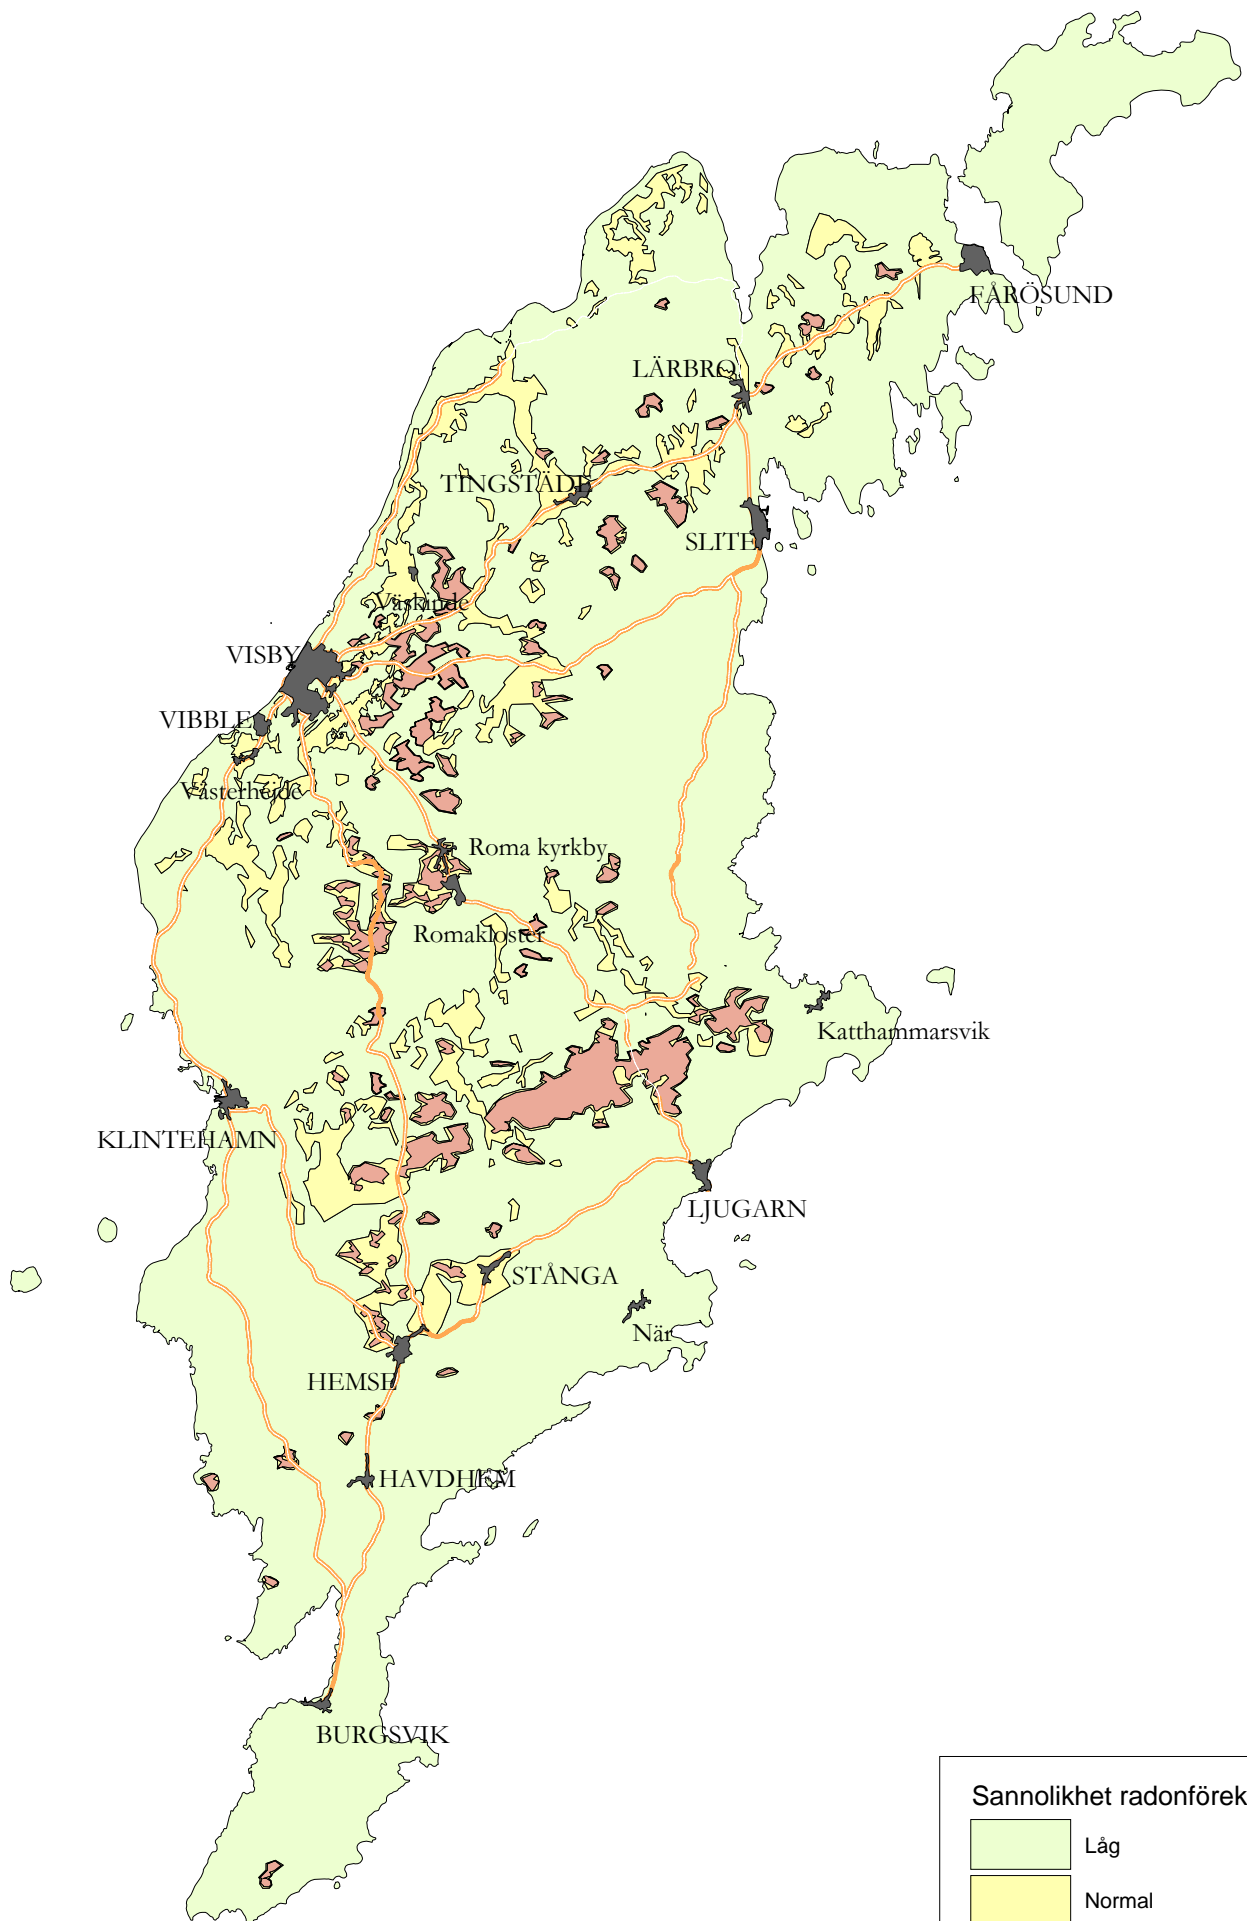 FÅRÖSUND
LÄRBRO
TINGSTÄDE
SLITE
Väskinde
VISBY
VIBBLE
Västerhejde
Roma kyrkby
Romakloster
Katthammarsvik
KLINTEHAMN
LJUGARN
STÅNGA
När
HEMSE
HAVDHEM
BURGSVIK
Sannolikhet radonförek
Låg
Normal